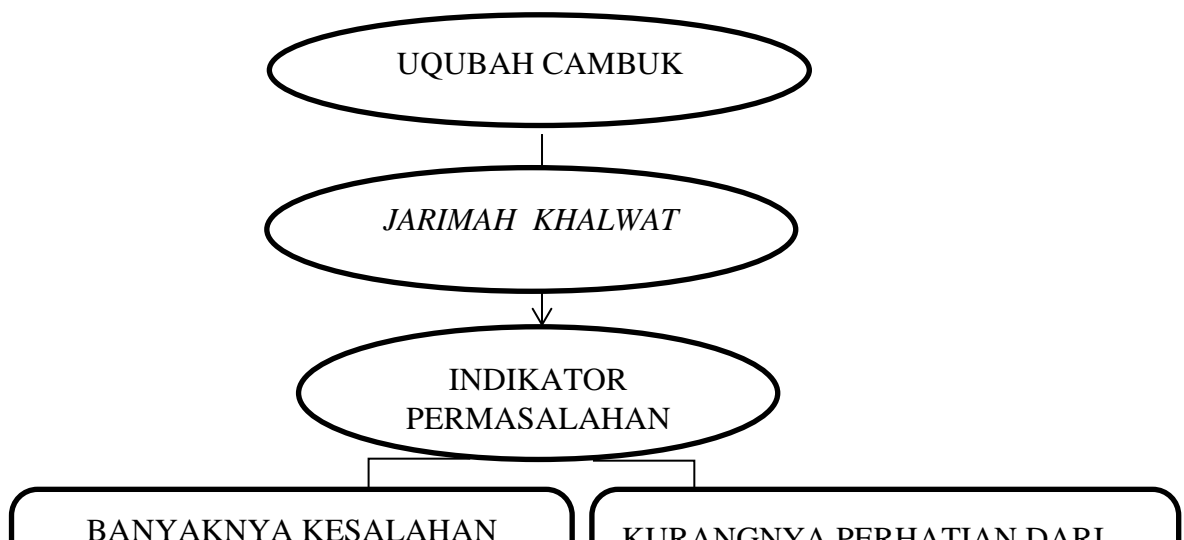 UQUBAH CAMBUK
JARIMAH KHALWAT
INDIKATOR
PERMASALAHAN
BANYAKNYA KESALAHAN
KURANGNYA PERHATIAN DARI